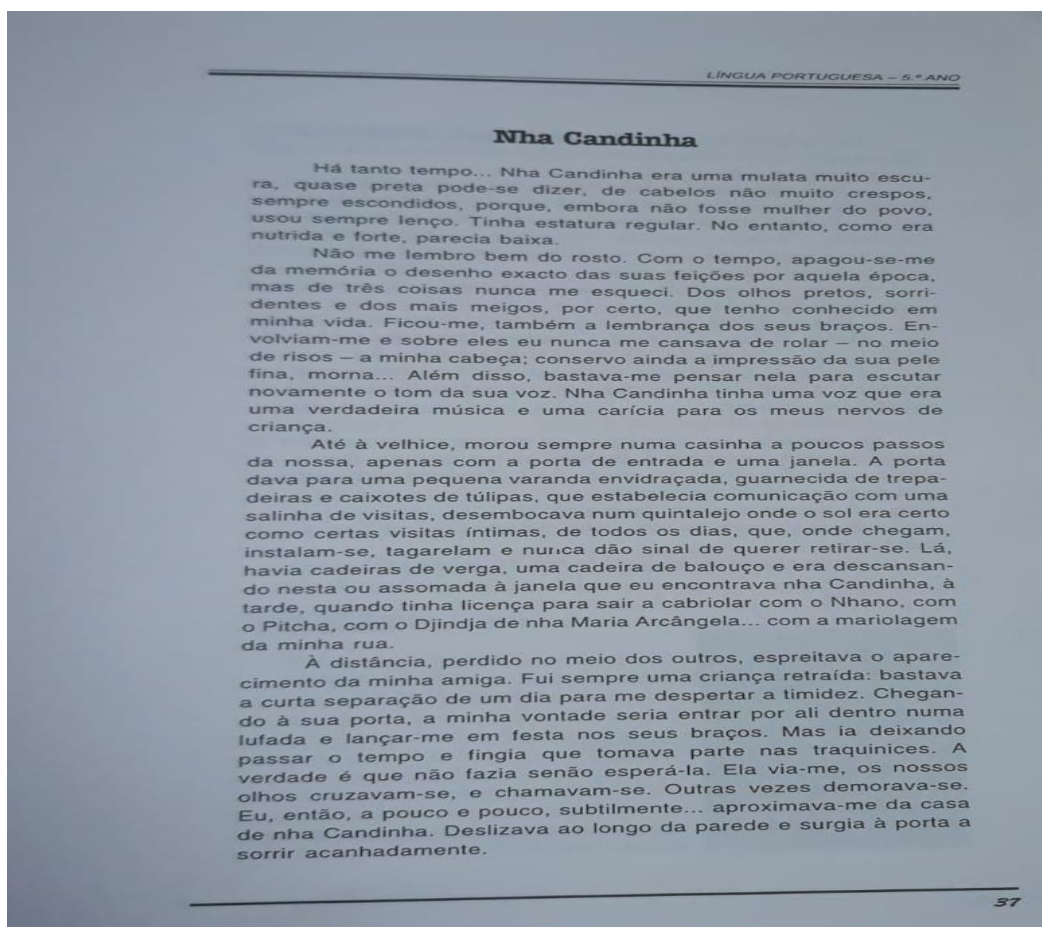 LÍNGUA PORTUGUESA – 5.º ANO
Nha Candinha
Há tanto tempo... Nha Candinha era uma mulata muito escu-
ra, quase preta pode-se dizer, de cabelos não muito crespos,
sempre escondidos, porque, embora não fosse mulher do povo,
usou sempre lenço. Tinha estatura regular. No entanto, como era
nutrida e forte, parecia baixa.
Não me lembro bem do rosto. Com o tempo, apagou-se-me
da memória o desenho exacto das suas feições por aquela época,
mas de três coisas nunca me esqueci. Dos olhos pretos, sorri-
dentes e dos mais meigos, por certo, que tenho conhecido em
minha vida. Ficou-me, também a lembrança dos seus braços. En-
volviam-me e sobre eles eu nunca me cansava de rolar – no meio
de risos – a minha cabeça; conservo ainda a impressão da sua pele
fina, morna... Além disso, bastava-me pensar nela para escutar
novamente o tom da sua voz. Nha Candinha tinha uma voz que era
uma verdadeira música e uma carícia para os meus nervos de
criança.
Até à velhice, morou sempre numa casinha a poucos passos
da nossa, apenas com a porta de entrada e uma janela. A porta
dava para uma pequena varanda envidraçada, guarnecida de trepa-
deiras e caixotes de túlipas, que estabelecia comunicação com uma
salinha de visitas, desembocava num quintalejo onde o sol era certo
como certas visitas íntimas, de todos os dias, que, onde chegam,
instalam-se, tagarelam e nunca dão sinal de querer retirar-se. Lá,
havia cadeiras de verga, uma cadeira de balouço e era descansan-
do nesta ou assomada à janela que eu encontrava nha Candinha, à
tarde, quando tinha licença para sair a cabriolar com o Nhano, com
o Pitcha, com o Djindja de nha Maria Arcângela... com a mariolagem
da minha rua.
À distância, perdido no meio dos outros, espreitava o apare-
cimento da minha amiga. Fui sempre uma criança retraída: bastava
a curta separação de um dia para me despertar a timidez. Chegan-
do à sua porta, a minha vontade seria entrar por ali dentro numa
lufada e lançar-me em festa nos seus braços. Mas ia deixando
passar o tempo e fingia que tomava parte nas traquinices. A
verdade é que não fazia senão esperá-la. Ela via-me, os nossos
olhos cruzavam-se, e chamavam-se. Outras vezes demorava-se.
Eu, então, a pouco e pouco, subtilmente... aproximava-me da casa
de nha Candinha. Deslizava ao longo da parede e surgia à porta a
sorrir acanhadamente.
37